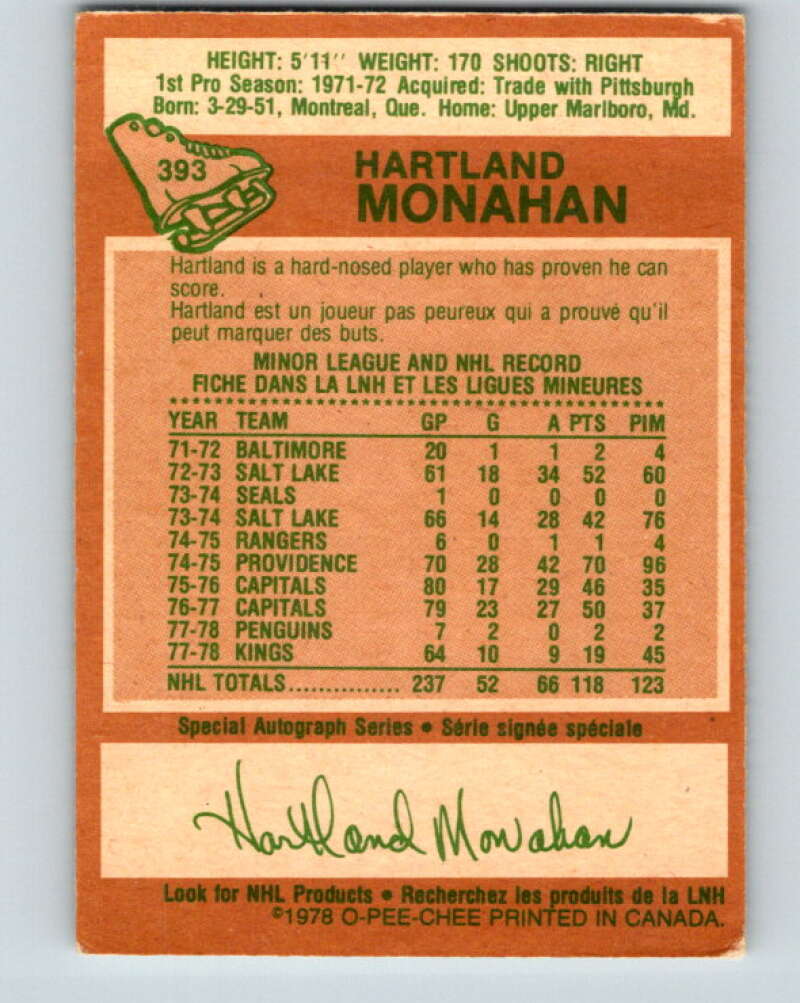 HEIGHT: 5'11" WEIGHT: 170 SHOOTS: RIGHT
1st Pro Season: 1971-72 Acquired: Trade with Pittsburgh
Born: 3-29-51, Montreal, Que. Home: Upper Marlboro, Md.
393
HARTLAND
MONAHAN
Hartland is a hard-nosed player who has proven he can
score.
Hartland est un joueur pas peureux qui a prouvé qu'il
peut marquer des buts.
MINOR LEAGUE AND NHL RECORD
FICHE DANS LA LNH ET LES LIGUES MINEURES
YEAR TEAM GP G A PTS PIM
71-72 BALTIMORE 20 1 1 2 4
72-73 SALT LAKE 61 18 34 52 60
73-74 SEALS 1 0 0 0 0
73-74 SALT LAKE 66 14 28 42 76
74-75 RANGERS 6 0 1 1 4
74-75 PROVIDENCE 70 28 42 70 96
75-76 CAPITALS 80 17 29 46 35
76-77 CAPITALS 79 23 27 50 37
77-78 PENGUINS 7 2 0 2 2
77-78 KINGS 64 10 9 19 45
NHL TOTALS............... 237 52 66 118 123
Special Autograph Series • Série signée spéciale
Hartland Monahan
Look for NHL Products • Recherchez les produits de la LNH
©1978 O-PEE-CHEE PRINTED IN CANADA.